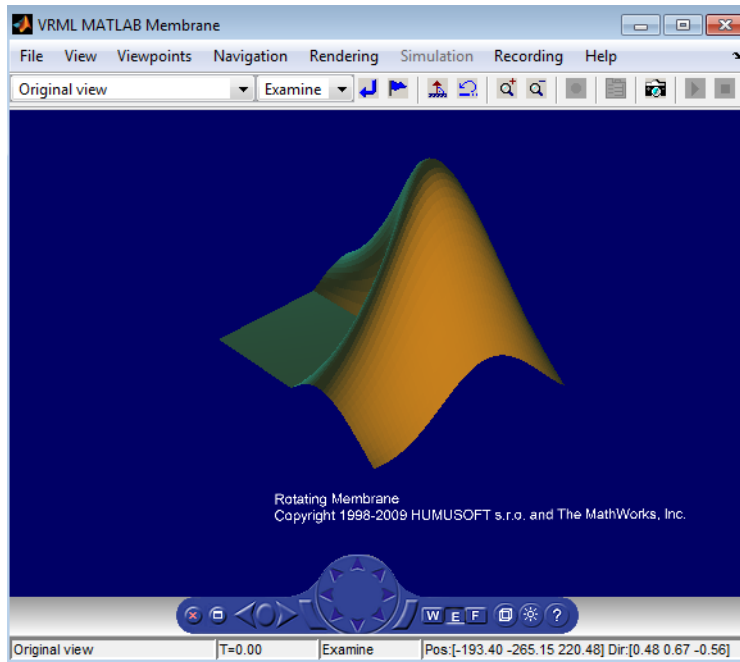 VRML MATLAB Membrane
File View Viewpoints Navigation Rendering Simulation Recording Help
Original view Examine
Rotating Membrane
Copyright 1998-2009 HUMUSOFT s.r.o. and The MathWorks, Inc.
W E F ?
Original view T=0.00 Examine Pos:[-193.40 -265.15 220.48] Dir:[0.48 0.67 -0.56]